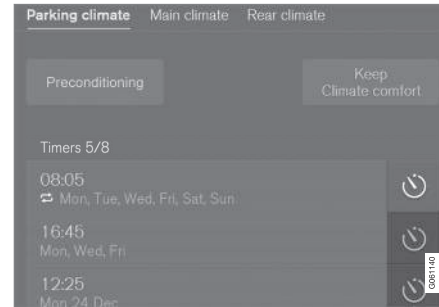 Parking climate Main climate Rear climate
Preconditioning
Keep
Climate comfort
Timers 5/8
08:05
Mon, Tue, Wed, Fri, Sat, Sun
16:45
Mon, Wed, Fri
12:25
Mon 24 Dec
G061140